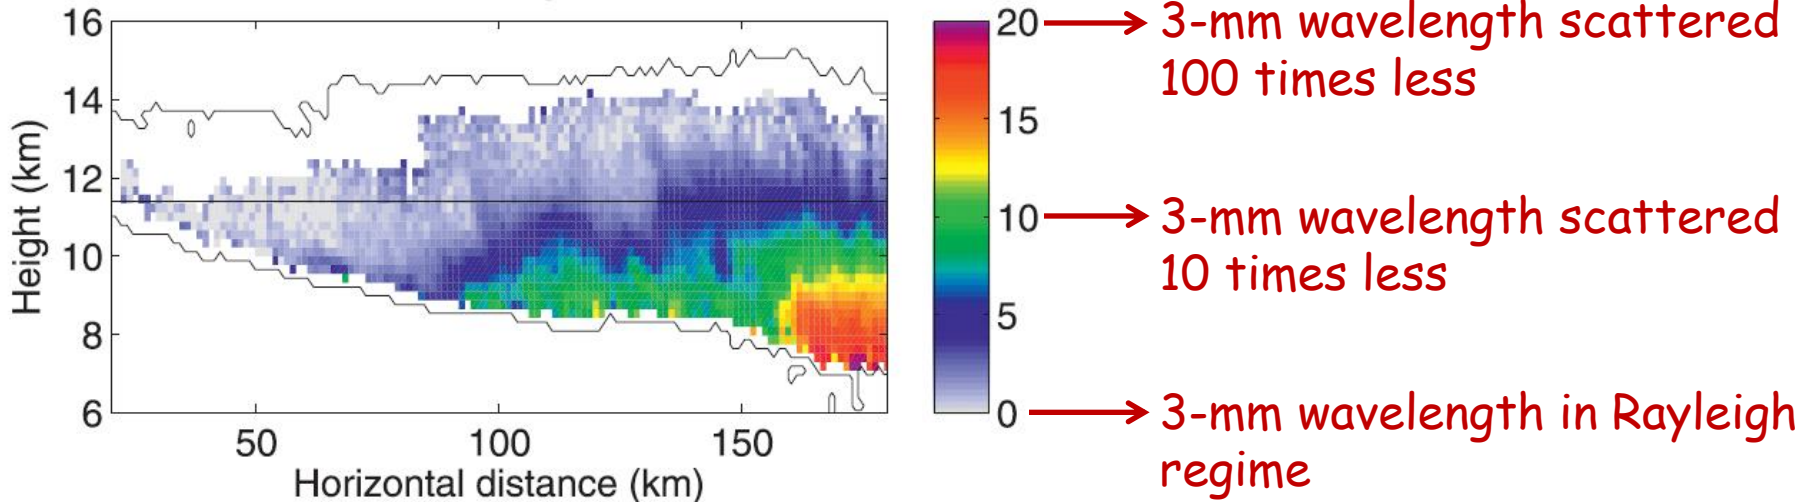 16
14
12
10
8
6
Height (km)
50 100 150
Horizontal distance (km)
20
15
10
5
0
3-mm wavelength scattered
100 times less
3-mm wavelength scattered
10 times less
3-mm wavelength in Rayleigh
regime